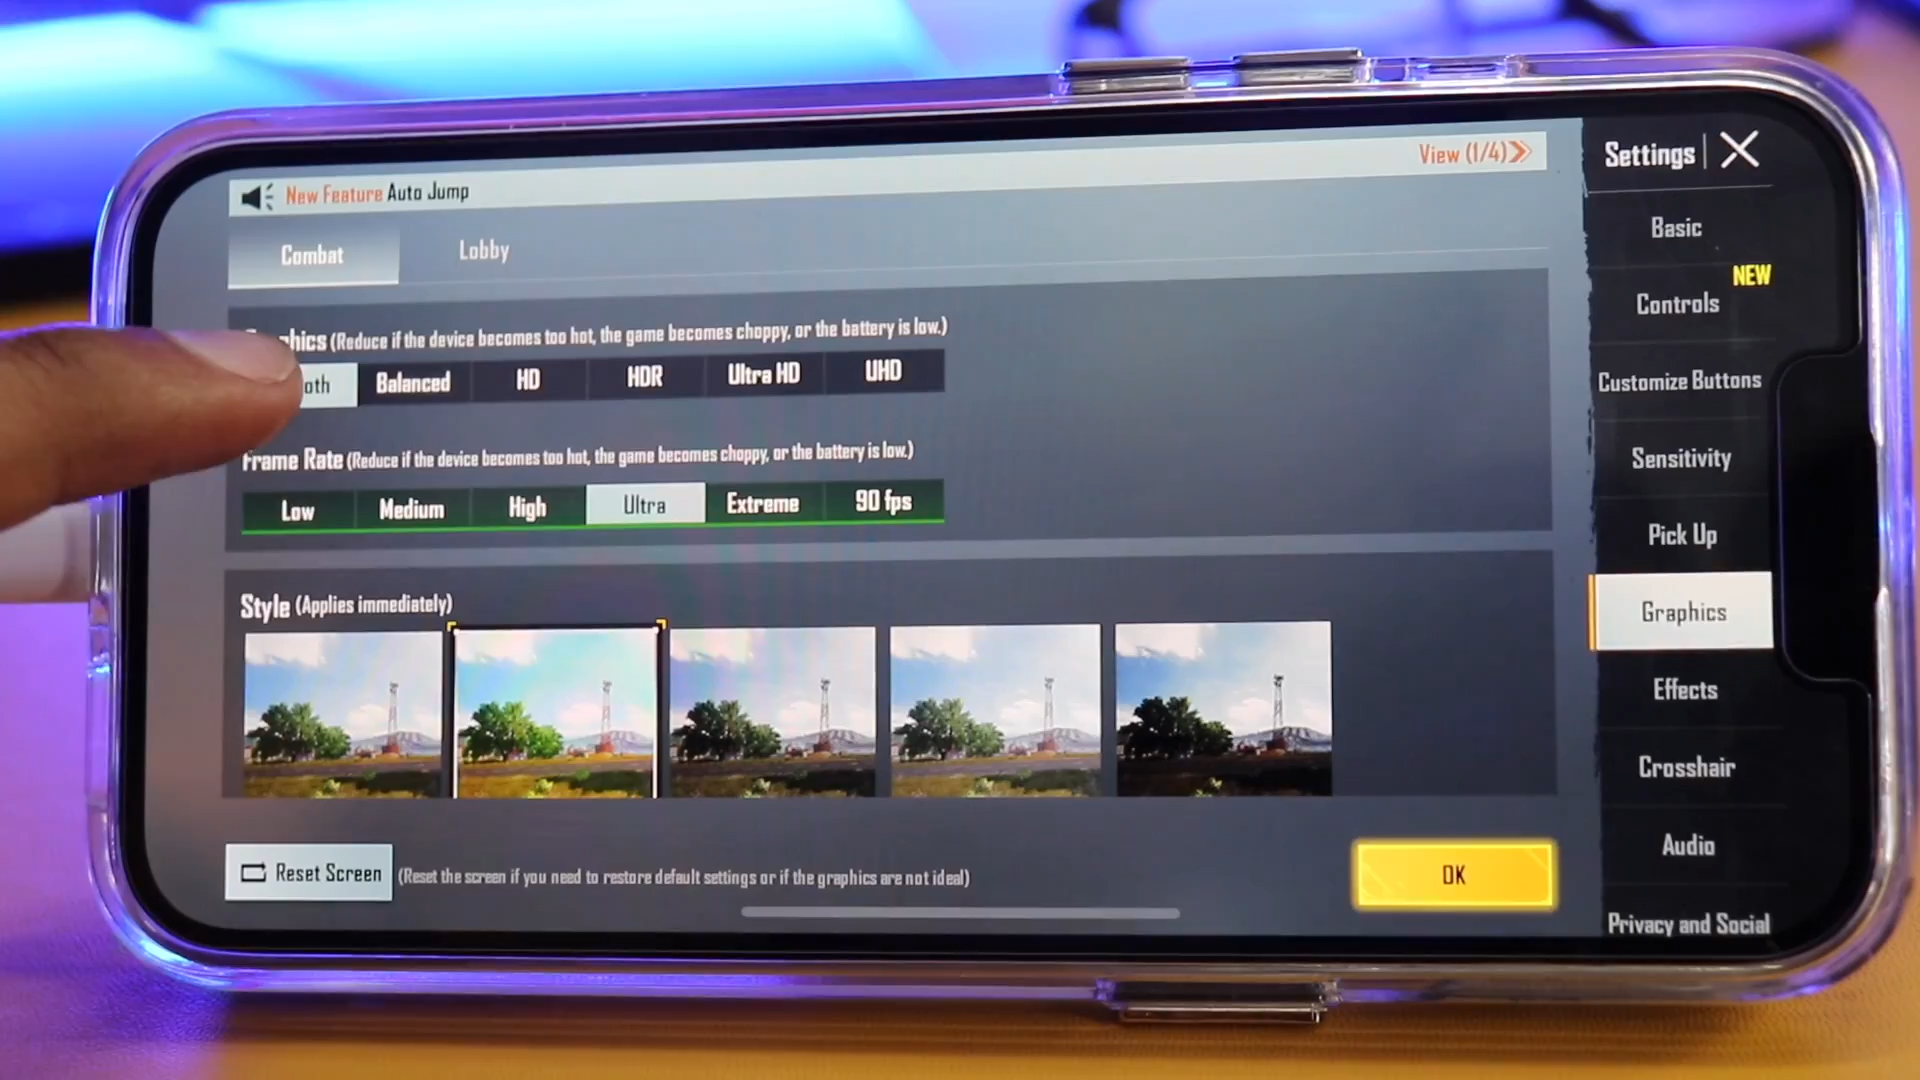 New Feature Auto Jump
View (1/4)
Settings
Combat
Lobby
(Reduce if the device becomes too hot, the game becomes choppy, or the battery is low.)
Balanced
HD
HDR
Ultra HD
UHD
Frame Rate (Reduce if the device becomes too hot, the game becomes choppy, or the battery is low.)
Low
Medium
High
Ultra
Extreme
90 fps
Style (Applies immediately)
Reset Screen
(Reset the screen if you need to restore default settings or if the graphics are not ideal)
OK
Basic
NEW
Controls
Customize Buttons
Sensitivity
Pick Up
Graphics
Effects
Crosshair
Audio
Privacy and Social